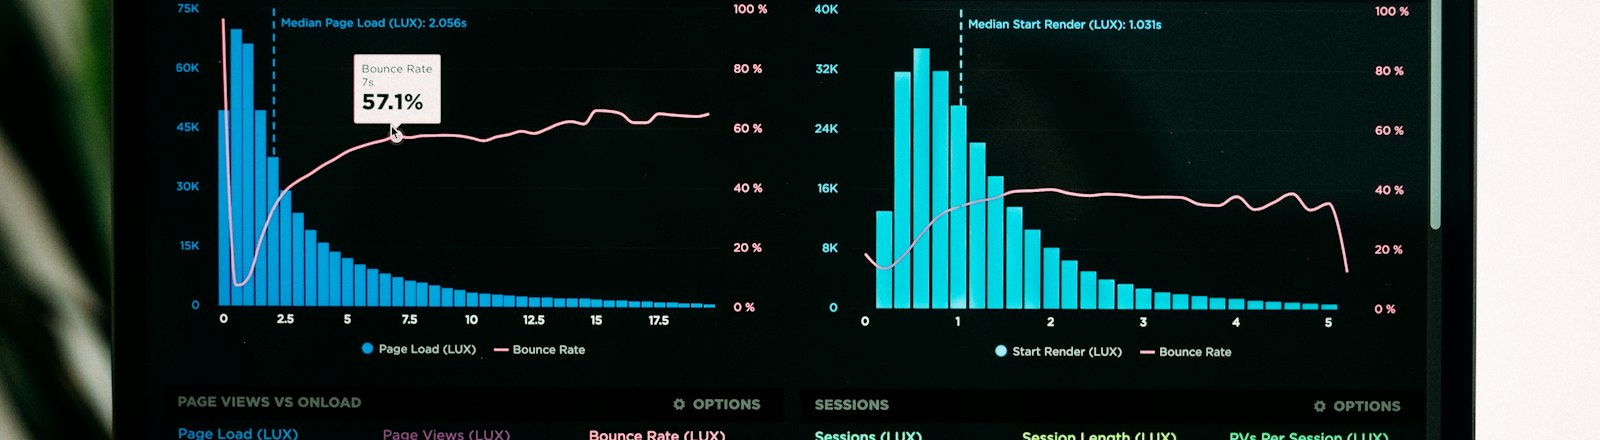 75K
60K
45K
30K
15K
0
Median Page Load (LUX): 2.056s
Bounce Rate
7s
57.1%
100 %
80 %
60 %
40 %
20 %
0 %
0 2.5 5 7.5 10 12.5 15 17.5
Page Load (LUX) Bounce Rate
40K
32K
24K
16K
8K
0
Median Start Render (LUX): 1.031s
100 %
80 %
60 %
40 %
20 %
0 %
0 1 2 3 4 5
Start Render (LUX) Bounce Rate
PAGE VIEWS VS ONLOAD OPTIONS
Page Load (LUX) Page Views (LUX) Bounce Rate (LUX)
SESSIONS OPTIONS
Sessions (LUX) Session Length (LUX) PVs Per Session (LUX)